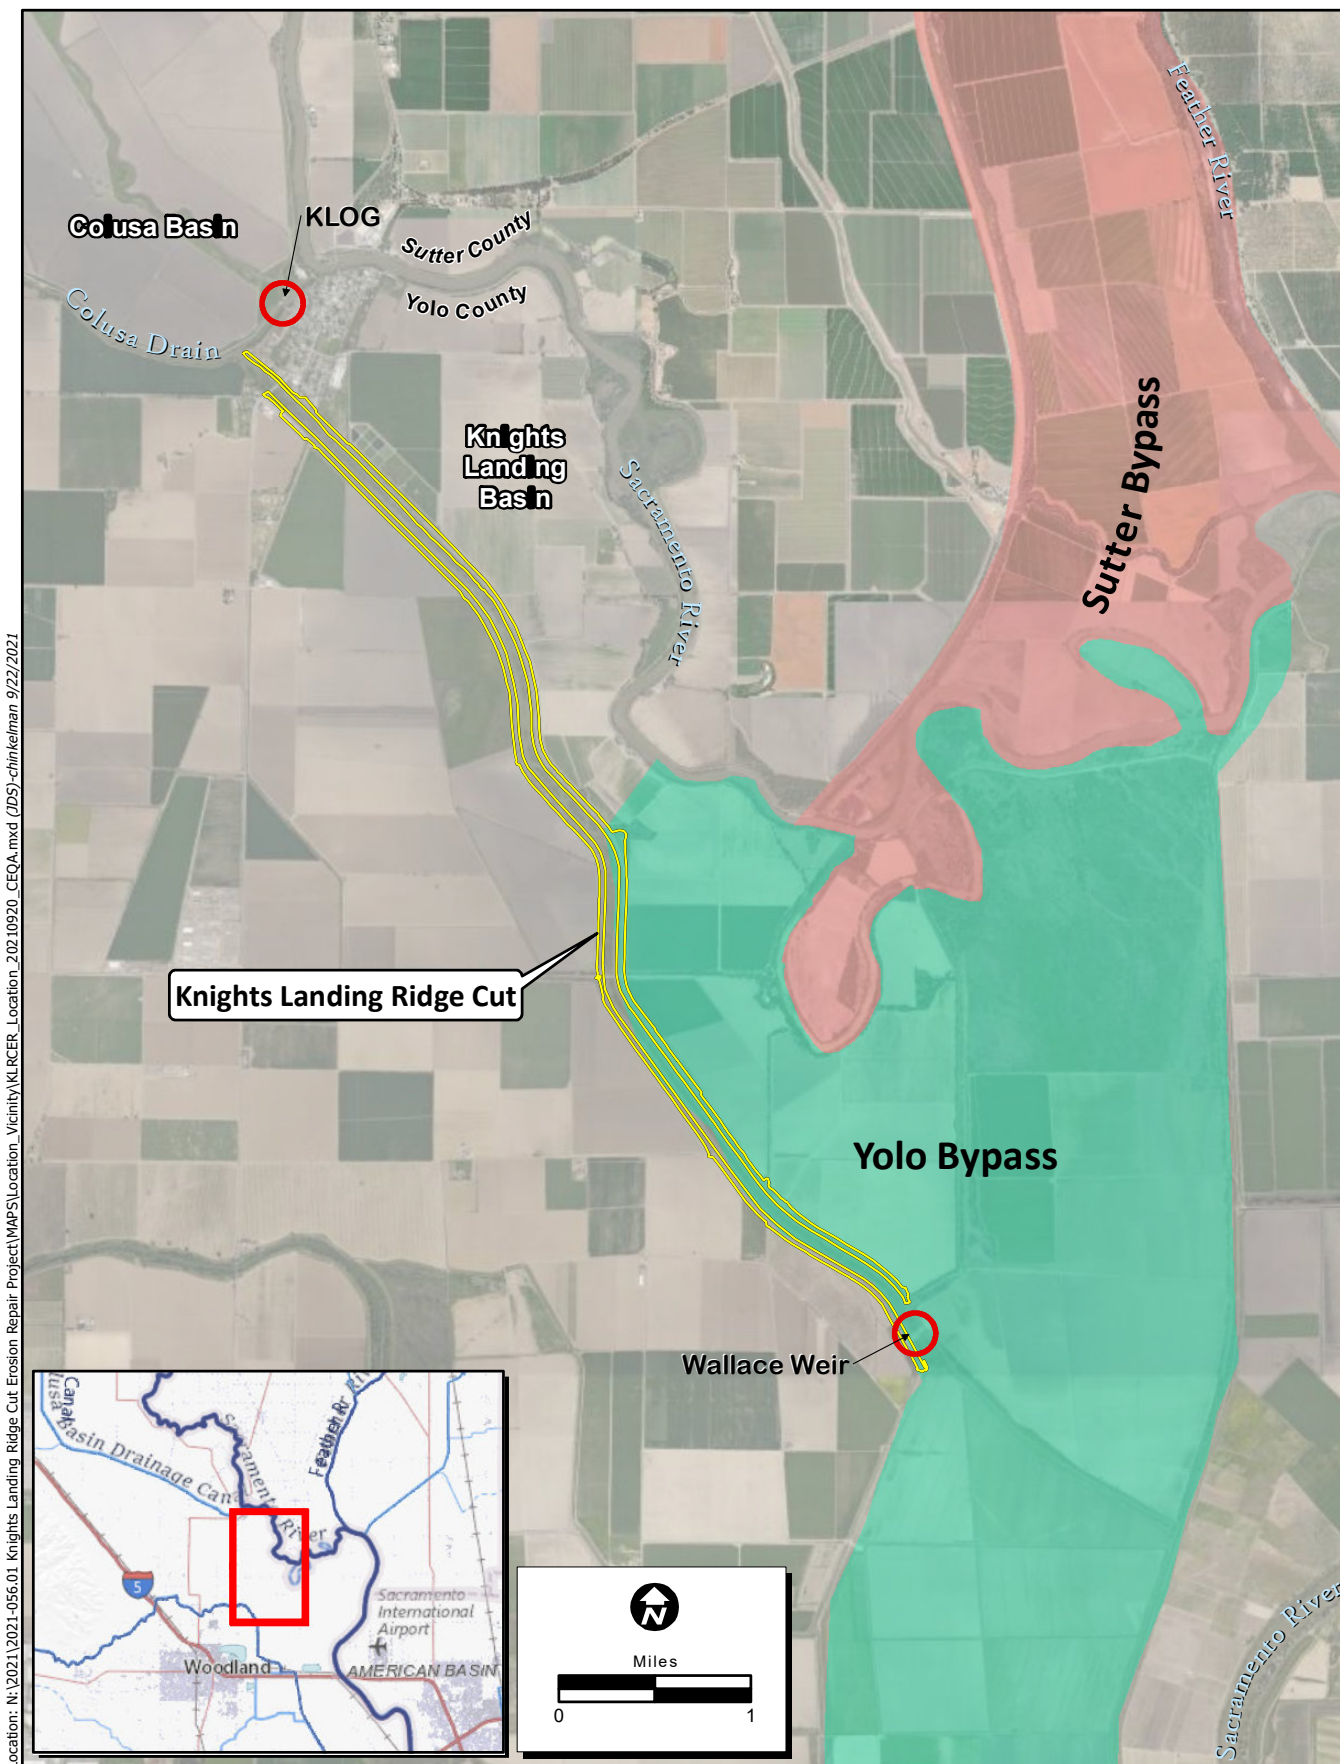 Feather River
Colusa Basin
KLOG
Sutter County
Yolo County
Colusa Drain
Knights
Landing
Basin
Sacramento River
Sutter Bypass
Knights Landing Ridge Cut
Yolo Bypass
Wallace Weir
Sacramento River
Canal
Basin Drainage Canal
Sacramento River
Feather R
5
Sacramento
International
Airport
Woodland
AMERICAN BASIN
N
Miles
0 1
ocation: N:\2021\2021-056.01 Knights Landing Ridge Cut Erosion Repair Project\MAPS\Location_Vicinity\KLRCER_Location_20210920_CEQA.mxd (JDS)-chinkelman 9/22/2021